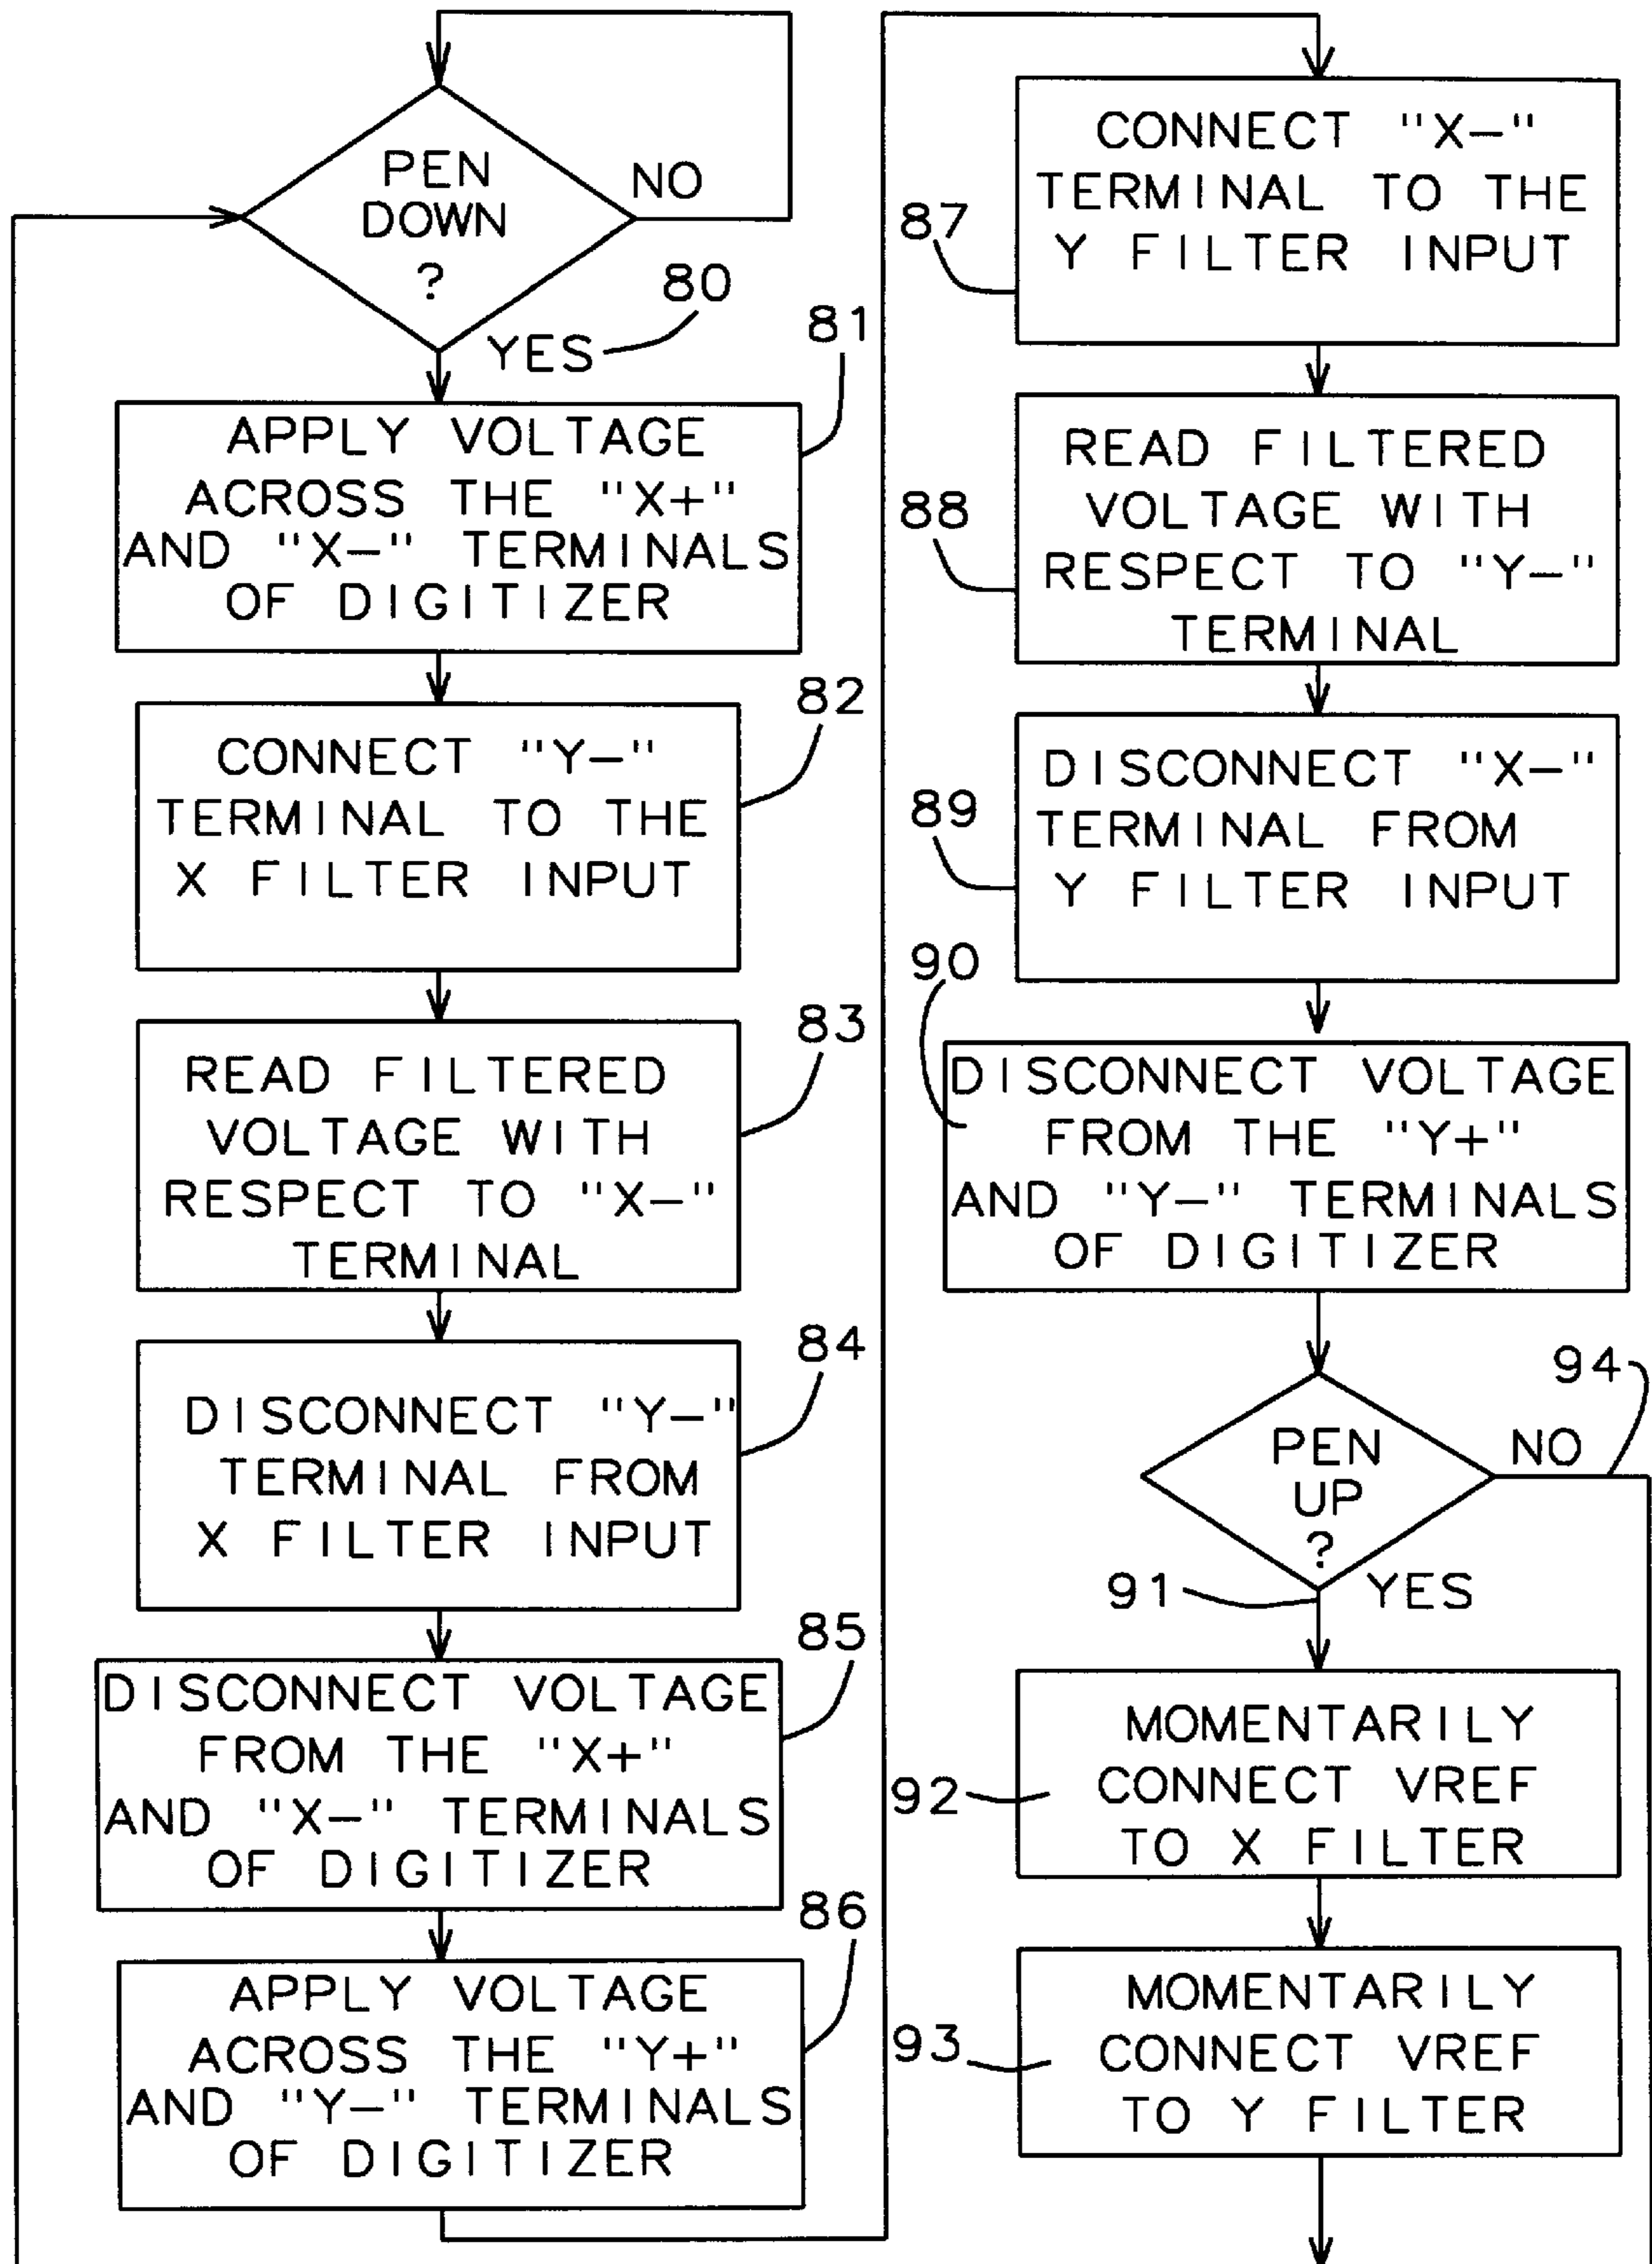 PEN
DOWN
?
NO
YES
80
81
APPLY VOLTAGE
ACROSS THE "X+"
AND "X−" TERMINALS
OF DIGITIZER
82
CONNECT "Y−"
TERMINAL TO THE
X FILTER INPUT
83
READ FILTERED
VOLTAGE WITH
RESPECT TO "X−"
TERMINAL
84
DISCONNECT "Y−"
TERMINAL FROM
X FILTER INPUT
85
DISCONNECT VOLTAGE
FROM THE "X+"
AND "X−" TERMINALS
OF DIGITIZER
86
APPLY VOLTAGE
ACROSS THE "Y+"
AND "Y−" TERMINALS
OF DIGITIZER
87
CONNECT "X−"
TERMINAL TO THE
Y FILTER INPUT
88
READ FILTERED
VOLTAGE WITH
RESPECT TO "Y−"
TERMINAL
89
DISCONNECT "X−"
TERMINAL FROM
Y FILTER INPUT
90
DISCONNECT VOLTAGE
FROM THE "Y+"
AND "Y−" TERMINALS
OF DIGITIZER
PEN
UP
?
NO
94
91
YES
92
MOMENTARILY
CONNECT VREF
TO X FILTER
93
MOMENTARILY
CONNECT VREF
TO Y FILTER